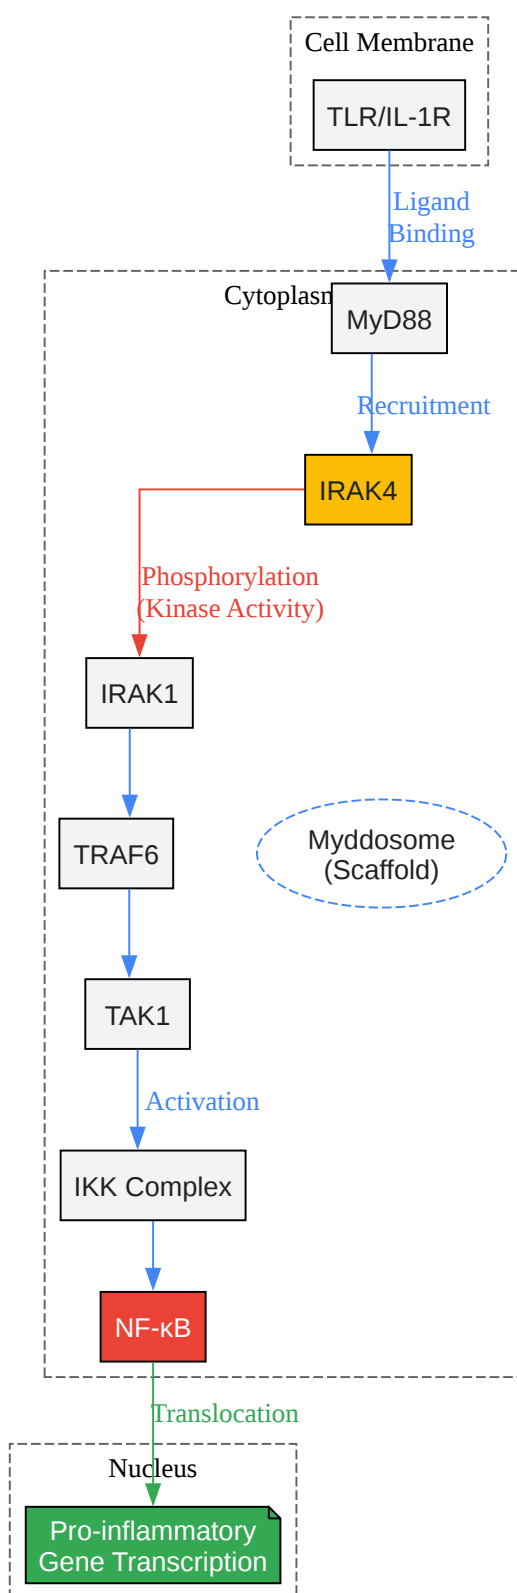 Cell Membrane
TLR/IL-1R
Ligand
Binding
Cytoplasm
MyD88
Recruitment
IRAK4
Phosphorylation
(Kinase Activity)
IRAK1
TRAF6
Myddosome
(Scaffold)
TAK1
Activation
IKK Complex
NF-κB
Translocation
Nucleus
Pro-inflammatory
Gene Transcription